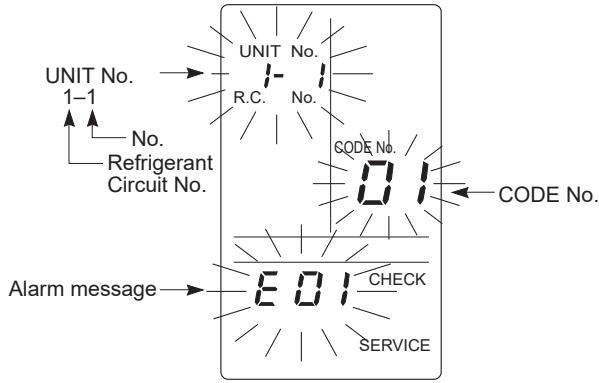 UNIT No.
1–1
No.
Refrigerant
Circuit No.
UNIT No.
1- 1
R.C. No.
CODE No.
01
CODE No.
Alarm message
E01
CHECK
SERVICE